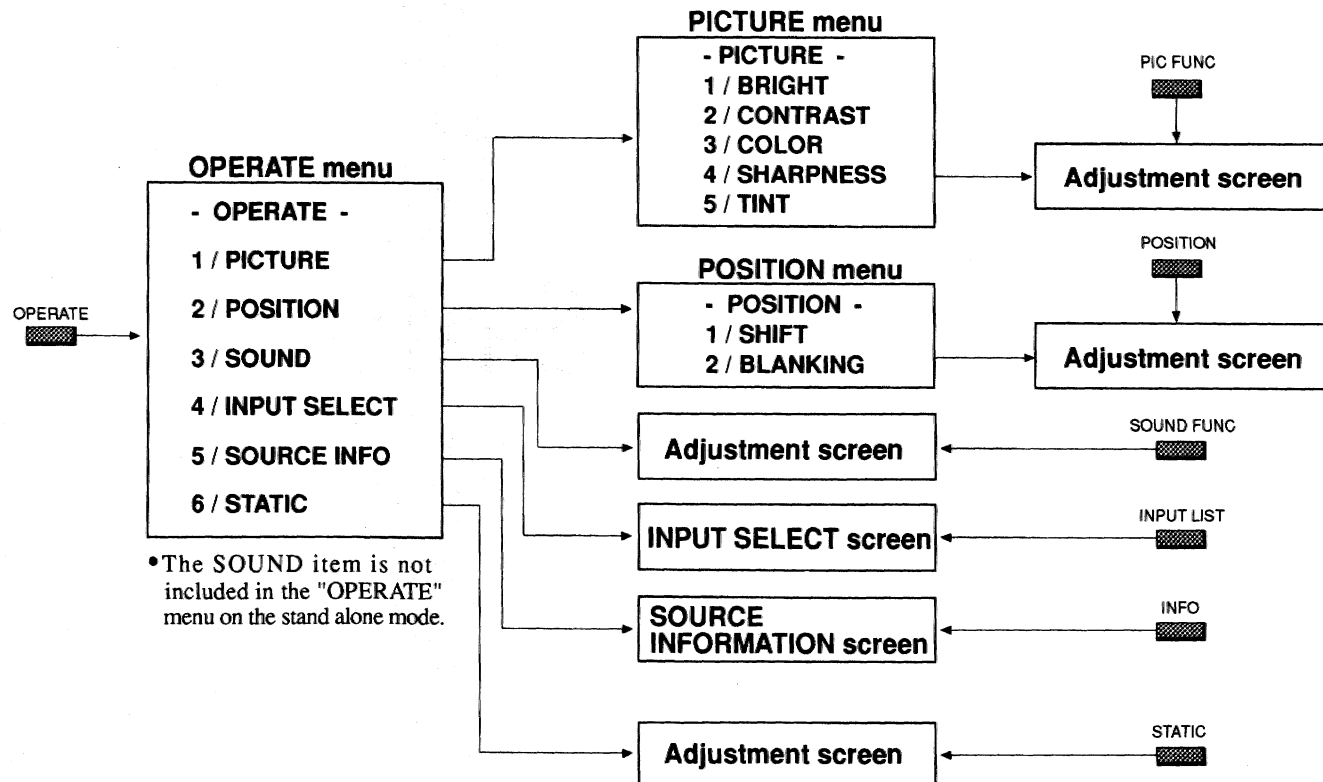 PICTURE menu
- PICTURE -
1 / BRIGHT
2 / CONTRAST
3 / COLOR
4 / SHARPNESS
5 / TINT
PIC FUNC
Adjustment screen
OPERATE menu
- OPERATE -
1 / PICTURE
2 / POSITION
3 / SOUND
4 / INPUT SELECT
5 / SOURCE INFO
6 / STATIC
OPERATE
•The SOUND item is not
included in the "OPERATE"
menu on the stand alone mode.
POSITION menu
- POSITION -
1 / SHIFT
2 / BLANKING
POSITION
Adjustment screen
Adjustment screen
SOUND FUNC
INPUT SELECT screen
INPUT LIST
SOURCE
INFORMATION screen
INFO
Adjustment screen
STATIC